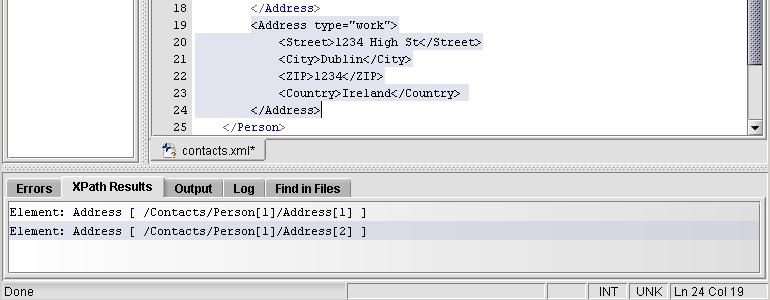 18 </Address>
19 <Address type="work">
20 <Street>1234 High St</Street>
21 <City>Dublin</City>
22 <ZIP>1234</ZIP>
23 <Country>Ireland</Country>
24 </Address>
25 </Person>
contacts.xml*
Errors XPath Results Output Log Find in Files
Element: Address [ /Contacts/Person[1]/Address[1] ]
Element: Address [ /Contacts/Person[1]/Address[2] ]
Done INT UNK Ln 24 Col 19